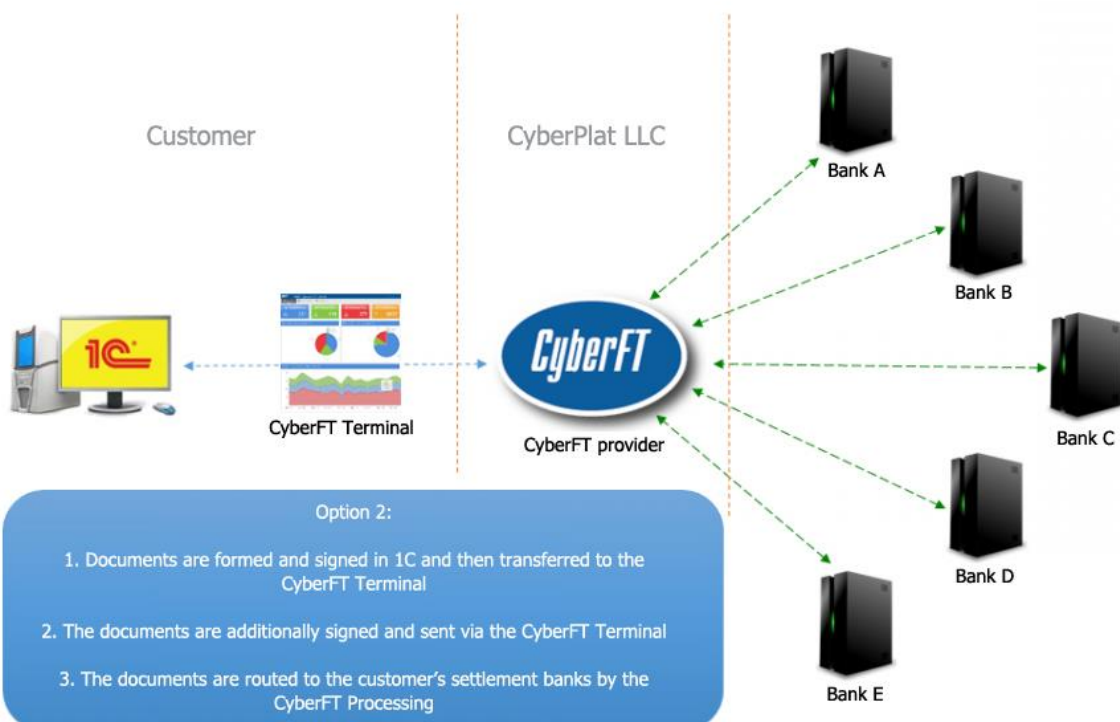 Customer
CyberPlat LLC
Bank A
Bank B
1C
CyberFT
Bank C
CyberFT Terminal
CyberFT provider
Option 2:
1. Documents are formed and signed in 1C and then transferred to the
CyberFT Terminal
2. The documents are additionally signed and sent via the CyberFT Terminal
3. The documents are routed to the customer's settlement banks by the
CyberFT Processing
Bank D
Bank E